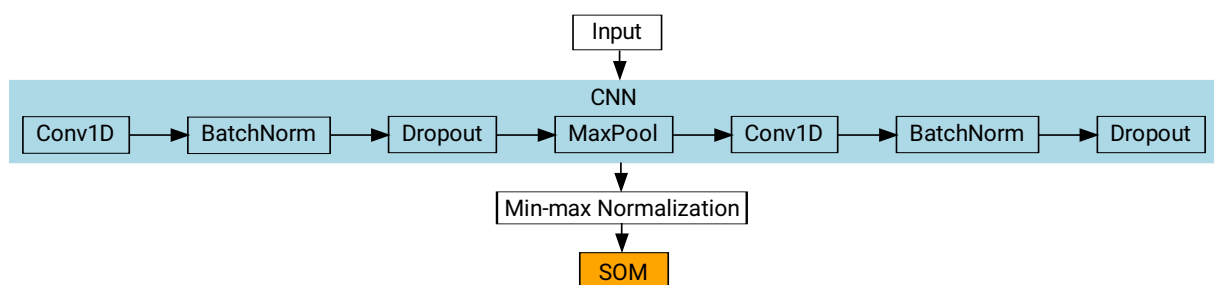 Input
CNN
Conv1D BatchNorm Dropout MaxPool Conv1D BatchNorm Dropout
Min-max Normalization
SOM